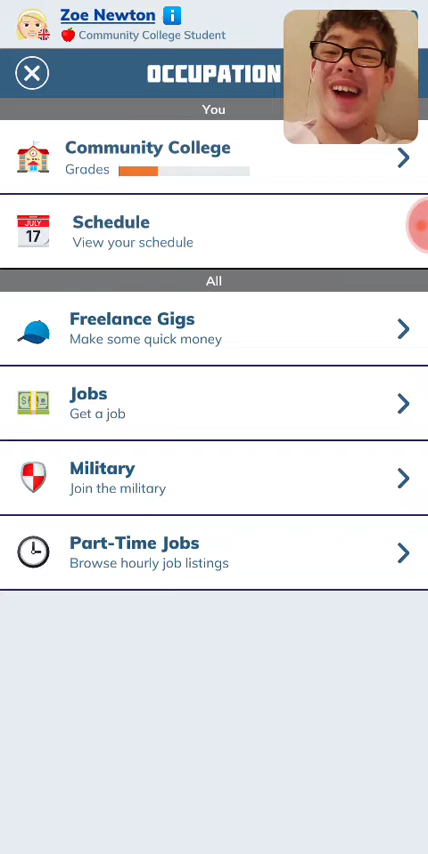 Zoe Newton
Community College Student
OCCUPATION
You
Community College
Grades
JULY
17
Schedule
View your schedule
All
Freelance Gigs
Make some quick money
Jobs
Get a job
Military
Join the military
Part-Time Jobs
Browse hourly job listings